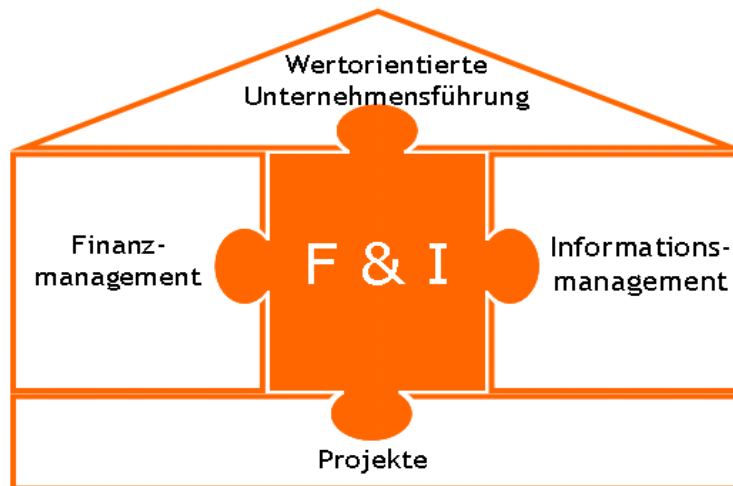 Wertorientierte
Unternehmensführung
Finanz-
management
F & I
Informations-
management
Projekte